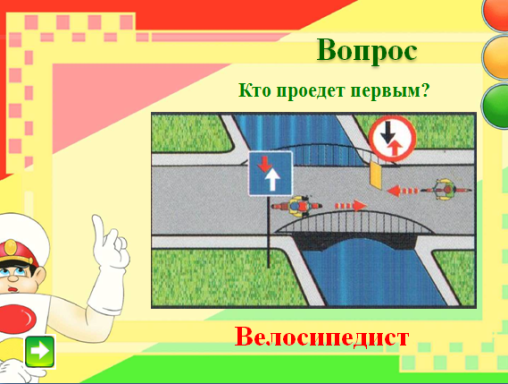 Вопрос
Кто проедет первым?
Велосипедист